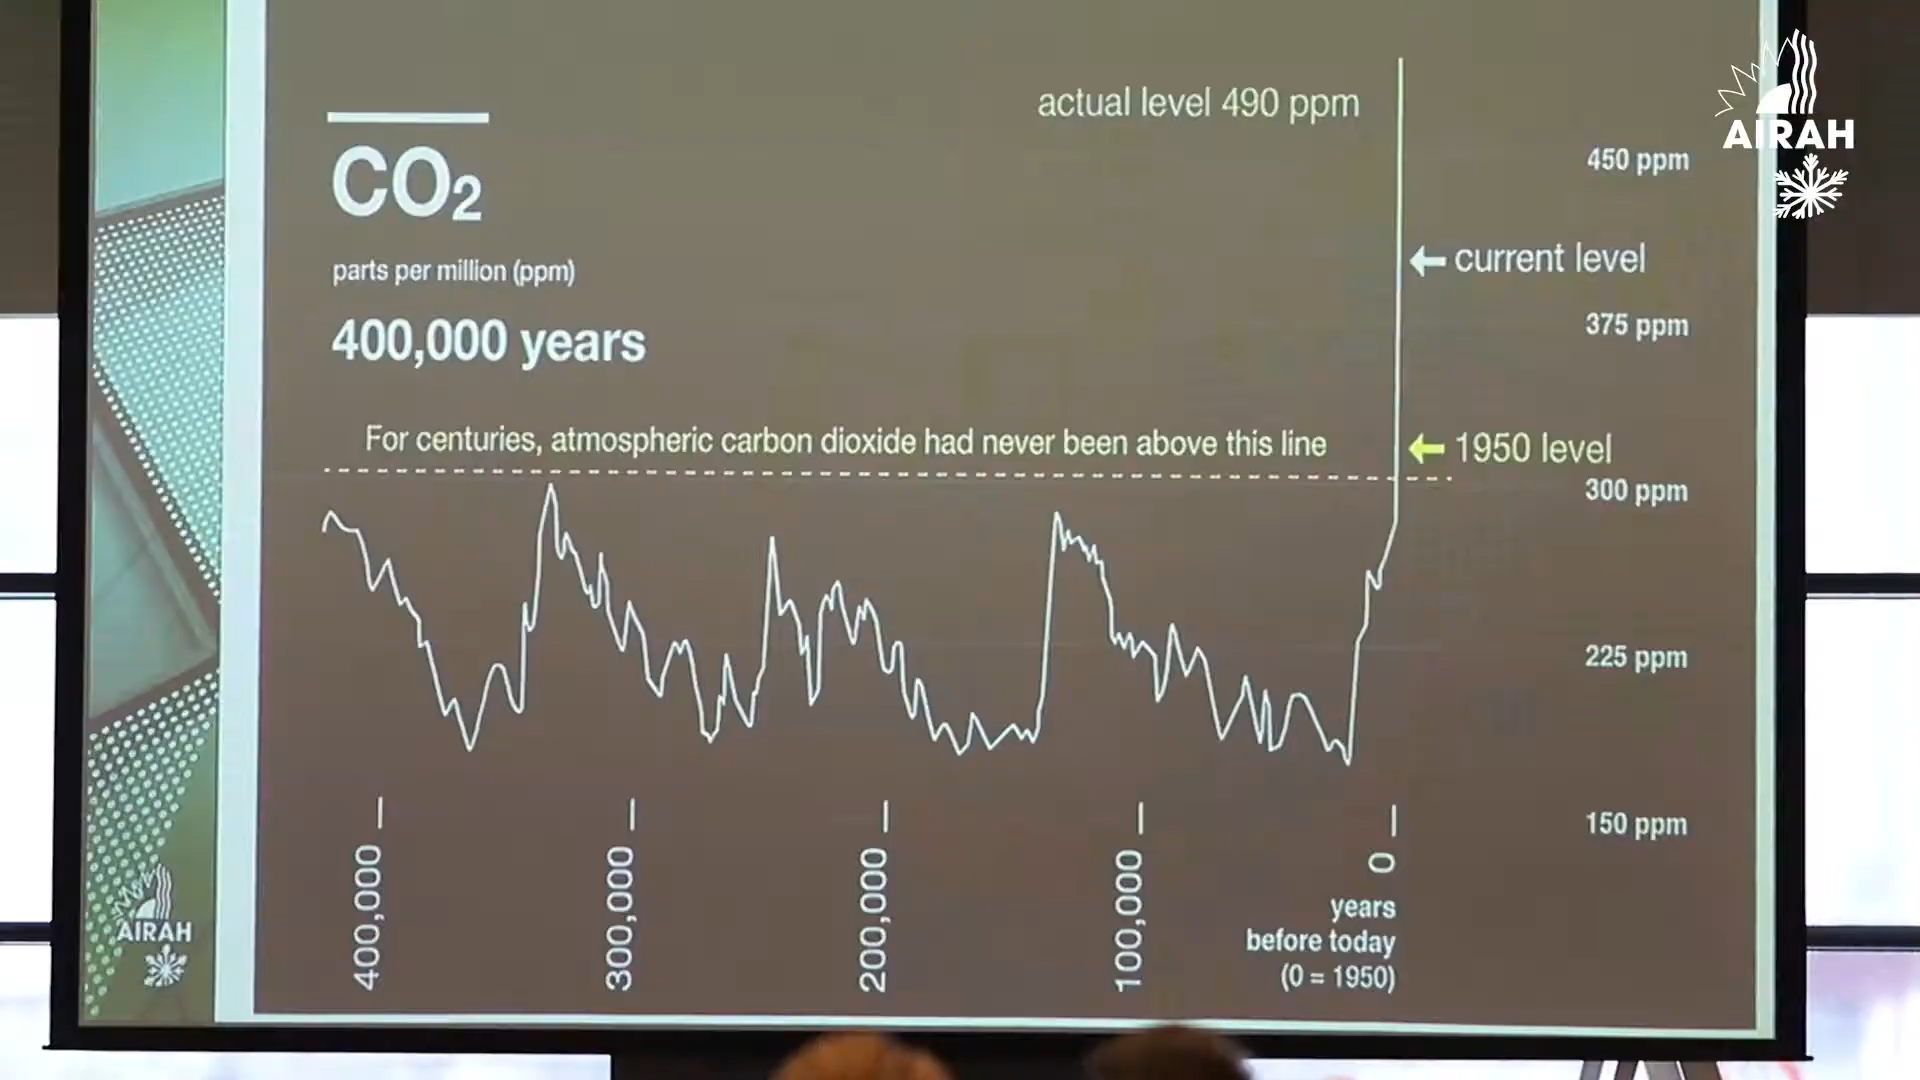 actual level 490 ppm
CO2
parts per million (ppm)
400,000 years
For centuries, atmospheric carbon dioxide had never been above this line
450 ppm
current level
375 ppm
1950 level
300 ppm
225 ppm
150 ppm
400,000
300,000
200,000
100,000
0
years
before today
(0 = 1950)
AIRAH
AIRAH